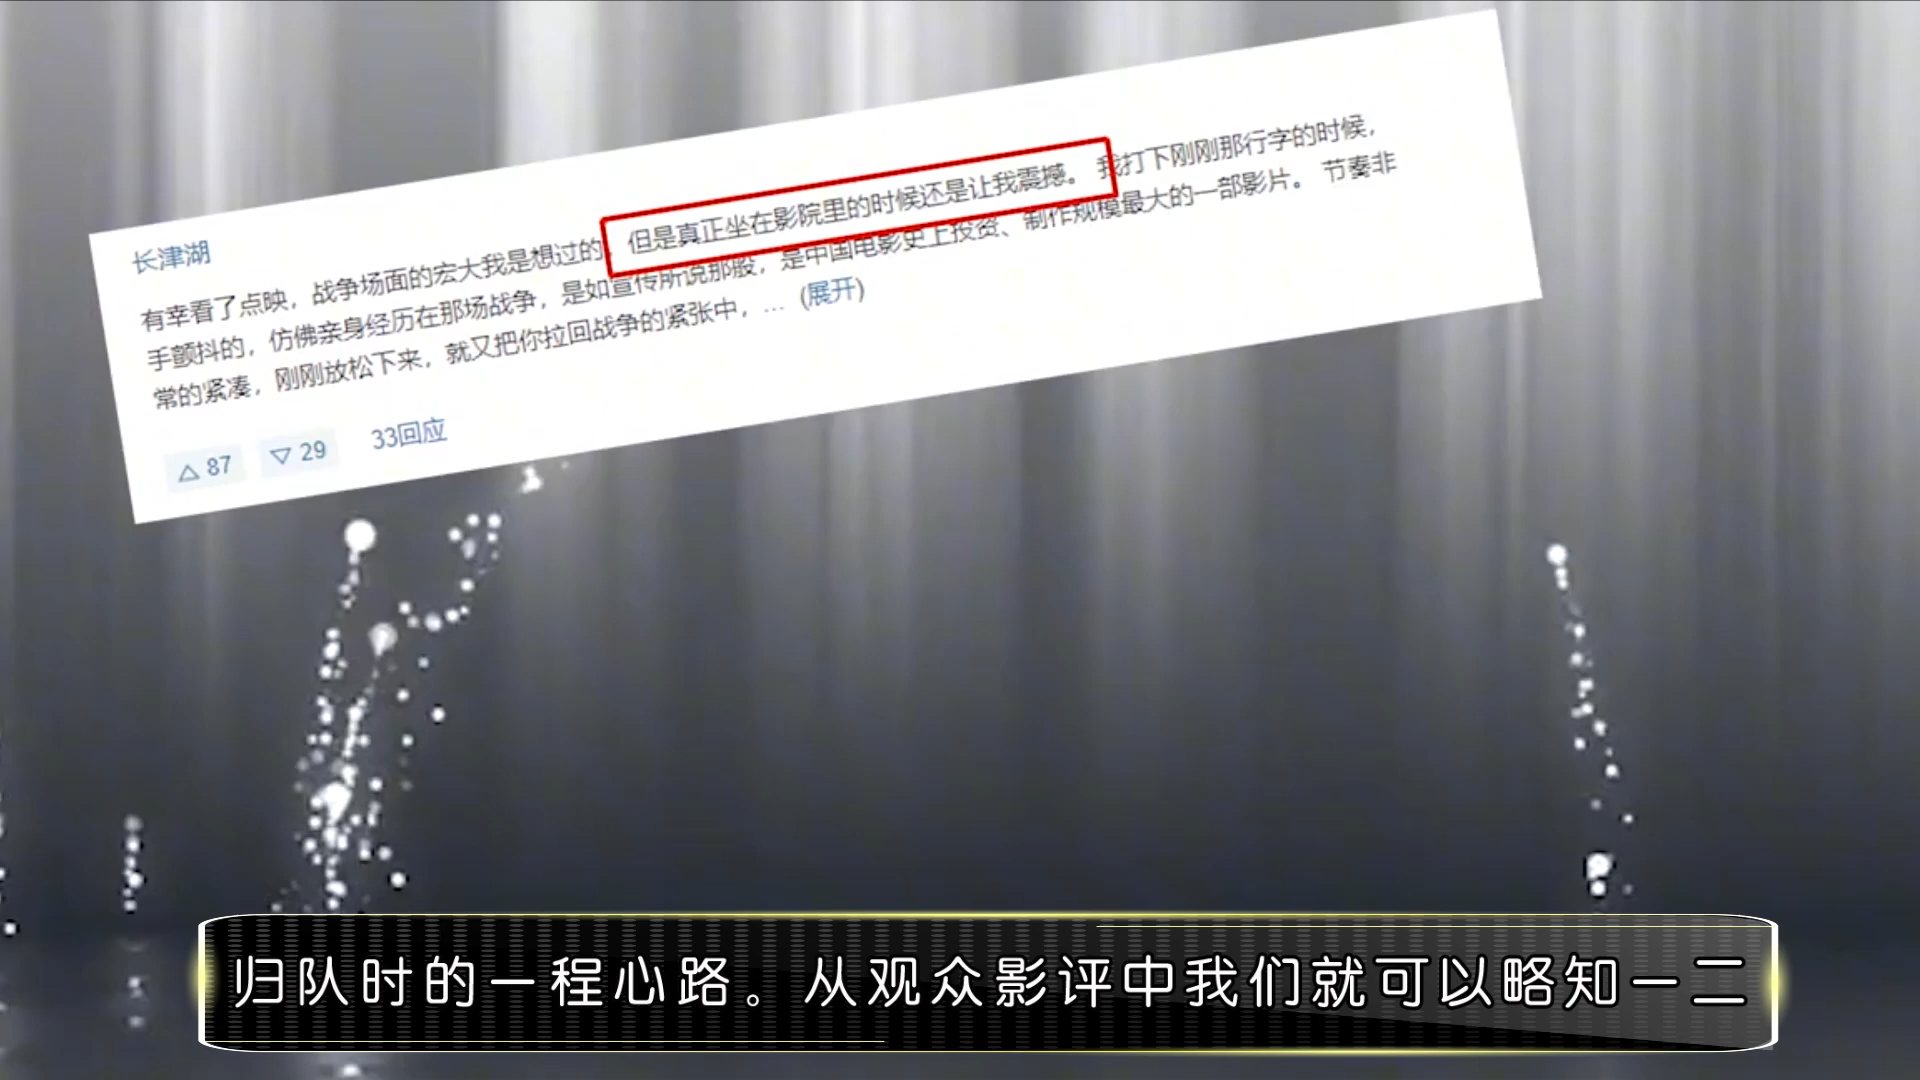 长津湖
有幸看了点映，战争场面的宏大我是想过的，但是真正坐在影院里的时候还是让我震撼。 我打下刚刚那行字的时候，
手颤抖的，仿佛亲身经历在那场战争，是如宣传所说那般，是中国电影史上投资、制作规模最大的一部影片。 节奏非
常的紧凑，刚刚放松下来，就又把你拉回战争的紧张中，... (展开)
△ 87 ▽ 29 33回应
归队时的一程心路。从观众影评中我们就可以略知一二